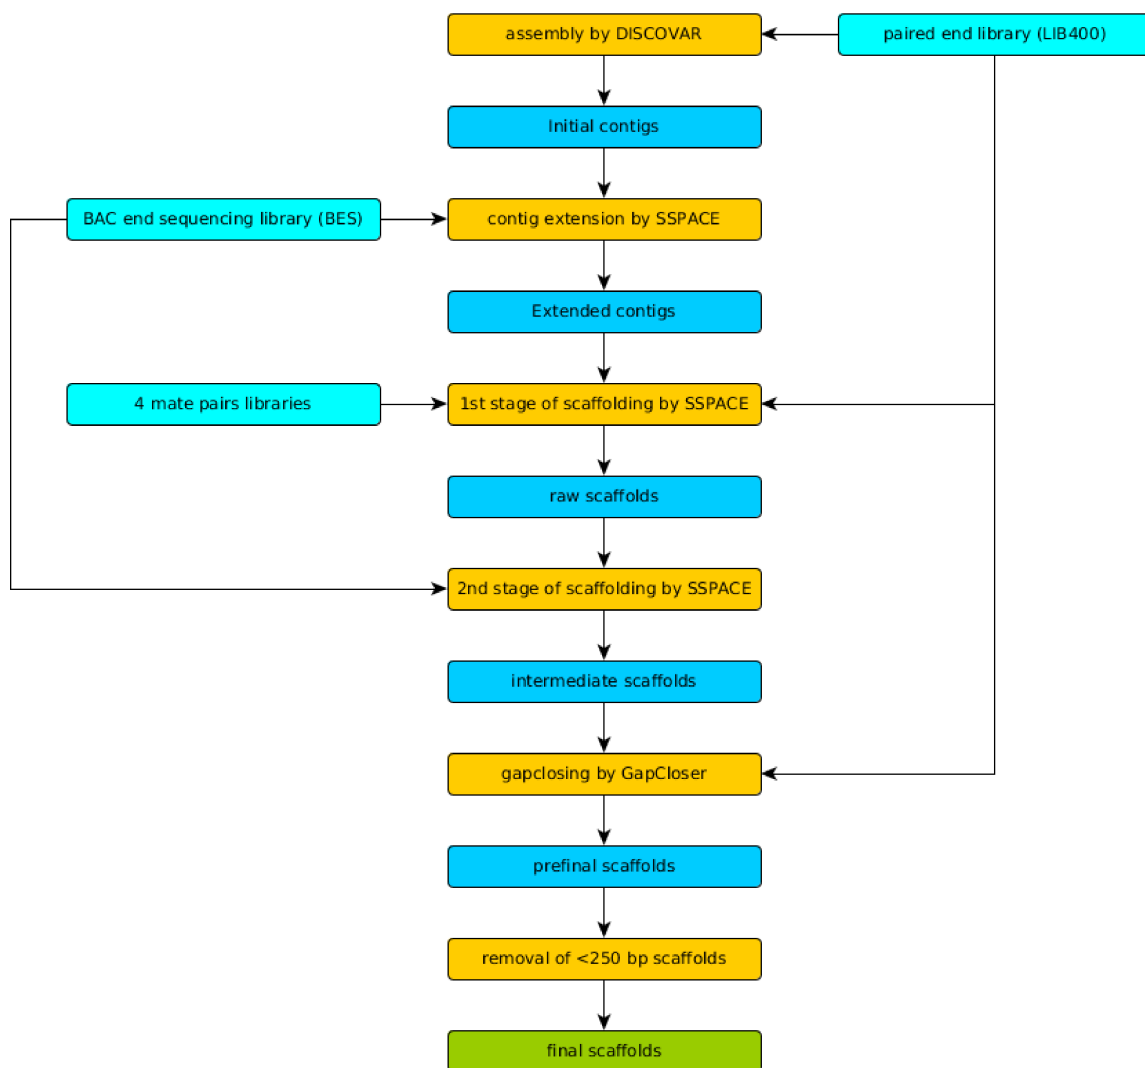 assembly by DISCOVAR
paired end library (LIB400)
Initial contigs
BAC end sequencing library (BES)
contig extension by SSPACE
Extended contigs
4 mate pairs libraries
1st stage of scaffolding by SSPACE
raw scaffolds
2nd stage of scaffolding by SSPACE
intermediate scaffolds
gapclosing by GapCloser
prefinal scaffolds
removal of <250 bp scaffolds
final scaffolds